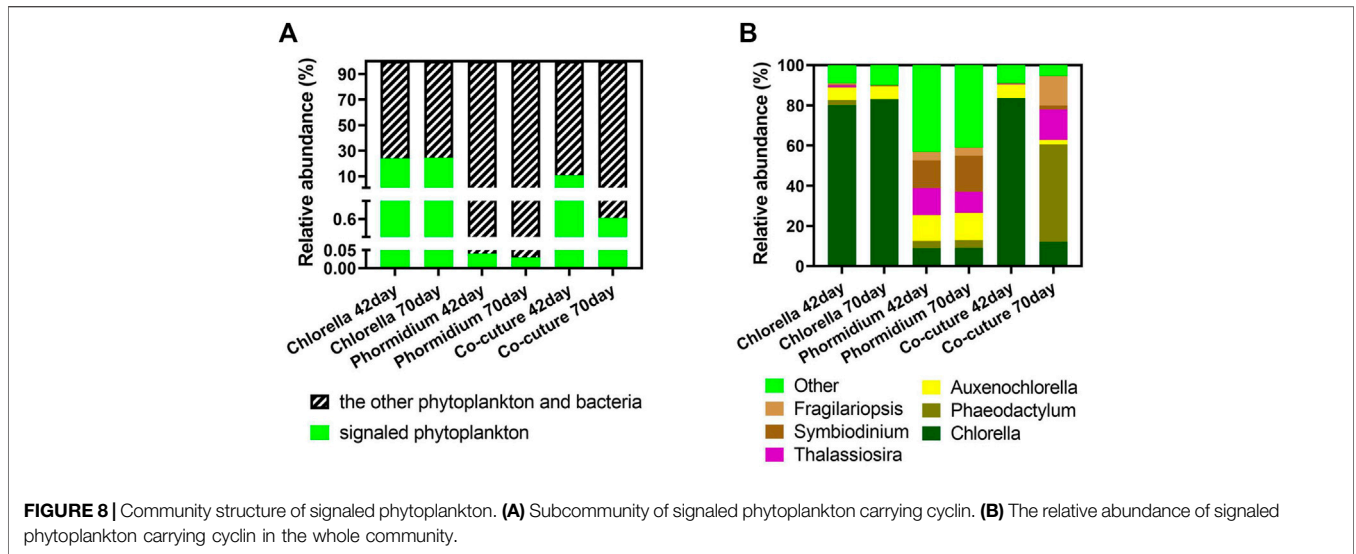 A
Relative abundance (%)
90
70
50
30
10
0.6
0.05
0.00
Chlorella 42day
Chlorella 70day
Phormidium 42day
Phormidium 70day
Co-cuture 42day
Co-cuture 70day
the other phytoplankton and bacteria
signaled phytoplankton
B
Relative abundance (%)
100
80
60
40
20
0
Chlorella 42day
Chlorella 70day
Phormidium 42day
Phormidium 70day
Co-cuture 42day
Co-cuture 70day
Other
Fragilariopsis
Symbiodinium
Thalassiosira
Auxenochlorella
Phaeodactylum
Chlorella
FIGURE 8 | Community structure of signaled phytoplankton. (A) Subcommunity of signaled phytoplankton carrying cyclin. (B) The relative abundance of signaled
phytoplankton carrying cyclin in the whole community.